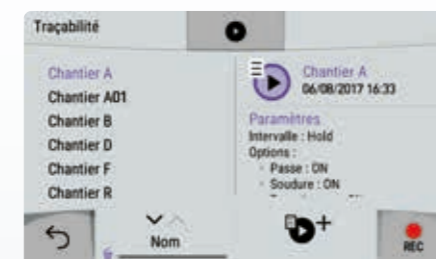 Traçabilité
Chantier A
Chantier A01
Chantier B
Chantier D
Chantier F
Chantier R
Chantier A
06/08/2017 16:33
Paramètres
Intervalle : Hold
Options :
- Passe : ON
- Soudure : ON
Nom
REC